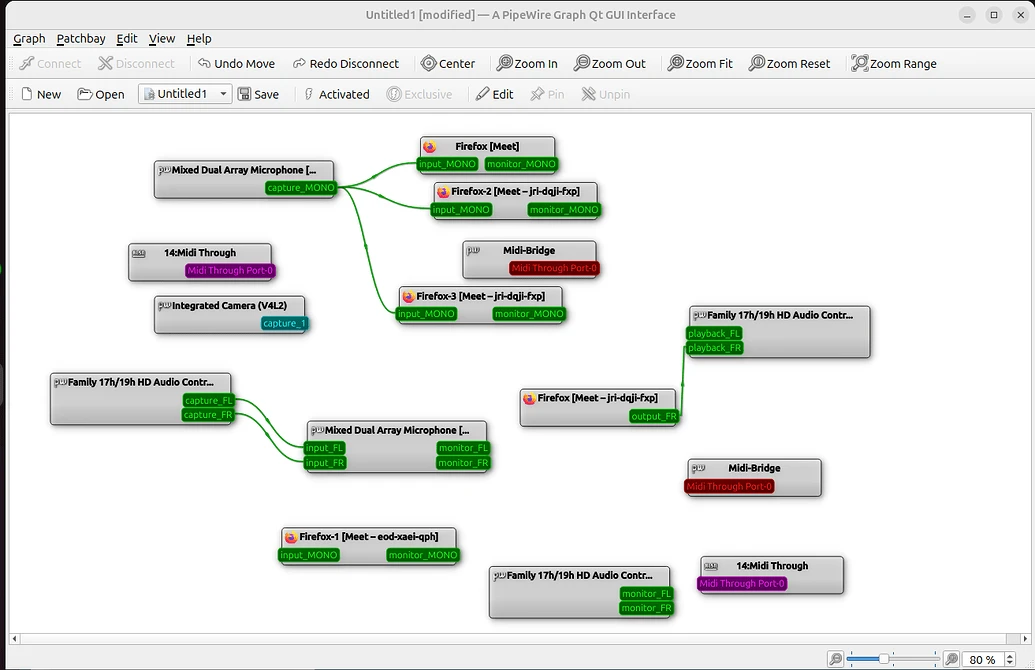 Untitled1 [modified] — A PipeWire Graph Qt GUI Interface
Graph Patchbay Edit View Help
Connect Disconnect Undo Move Redo Disconnect Center Zoom In Zoom Out Zoom Fit Zoom Reset Zoom Range
New Open Untitled1 Save Activated Exclusive Edit Pin Unpin
Firefox [Meet]
input_MONO monitor_MONO
Mixed Dual Array Microphone [...
capture_MONO
Firefox-2 [Meet – jri-dqji-fxp]
input_MONO monitor_MONO
14:Midi Through
Midi Through Port-0
Midi-Bridge
Midi Through Port-0
Integrated Camera (V4L2)
capture_1
Firefox-3 [Meet – jri-dqji-fxp]
input_MONO monitor_MONO
Family 17h/19h HD Audio Contr...
playback_FL
playback_FR
Family 17h/19h HD Audio Contr...
capture_FL
capture_FR
Firefox [Meet – jri-dqji-fxp]
output_FR
Mixed Dual Array Microphone [...
input_FL monitor_FL
input_FR monitor_FR
Midi-Bridge
Midi Through Port-0
Firefox-1 [Meet – eod-xaei-qph]
input_MONO monitor_MONO
Family 17h/19h HD Audio Contr...
monitor_FL
monitor_FR
14:Midi Through
Midi Through Port-0
80 %